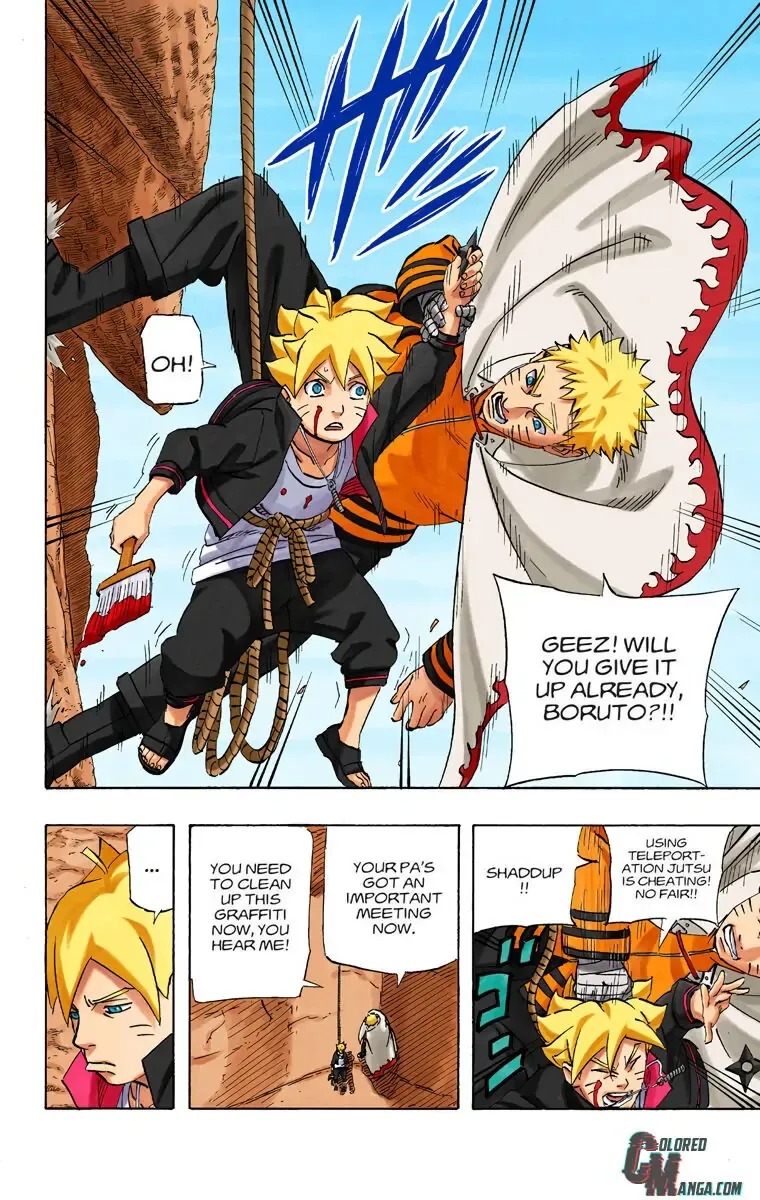 OH!
GEEZ! WILL
YOU GIVE IT
UP ALREADY,
BORUTO?!!
USING
TELEPORT-
ATION JUTSU
IS CHEATING!
NO FAIR!!
SHADDUP
!!
YOUR PA'S
GOT AN
IMPORTANT
MEETING
NOW.
YOU NEED
TO CLEAN
UP THIS
GRAFFITI
NOW, YOU
HEAR ME!
...
COLORED
MANGA.COM